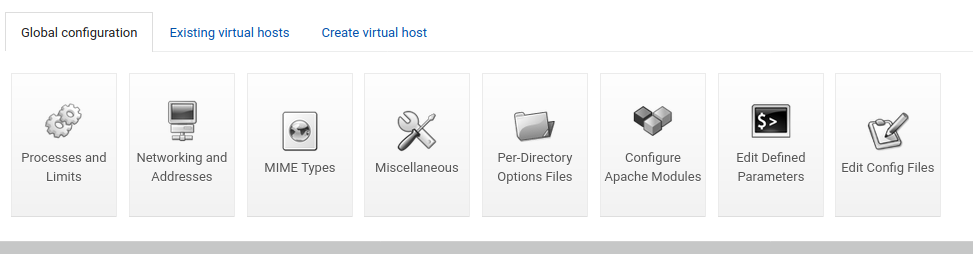 Global configuration
Existing virtual hosts
Create virtual host
Processes and
Limits
Networking and
Addresses
MIME Types
Miscellaneous
Per-Directory
Options Files
Configure
Apache Modules
$>
Edit Defined
Parameters
Edit Config Files